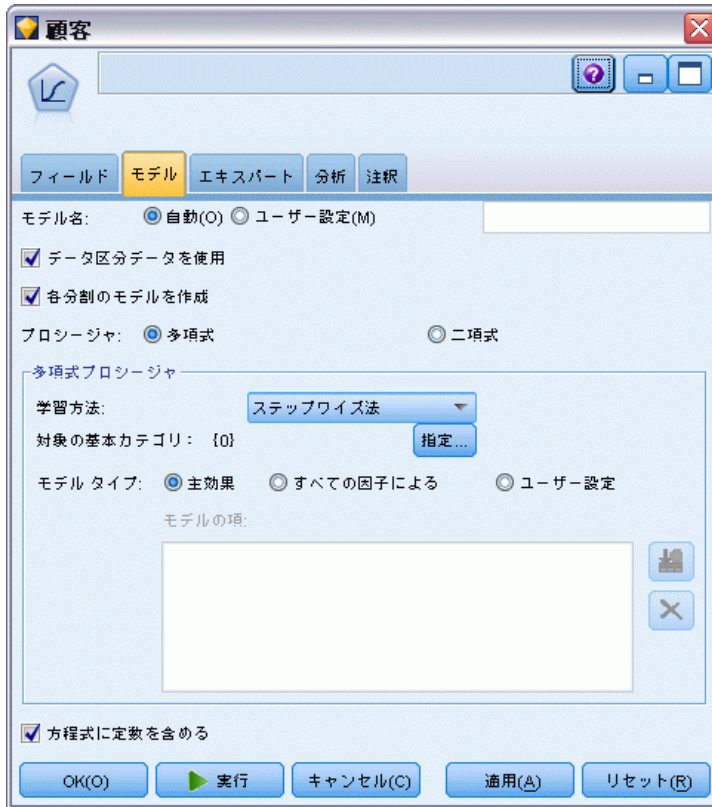 顧客
フィールド モデル エキスパート 分析 注釈
モデル名: 自動(O) ユーザー設定(M)
データ区分データを使用
各分割のモデルを作成
プロシージャ: 多項式 二項式
多項式プロシージャ
学習方法: ステップワイズ法
対象の基本カテゴリ： {0} 指定...
モデル タイプ: 主効果 すべての因子による ユーザー設定
モデルの項:
方程式に定数を含める
OK(O) 実行 キャンセル(C) 適用(A) リセット(R)